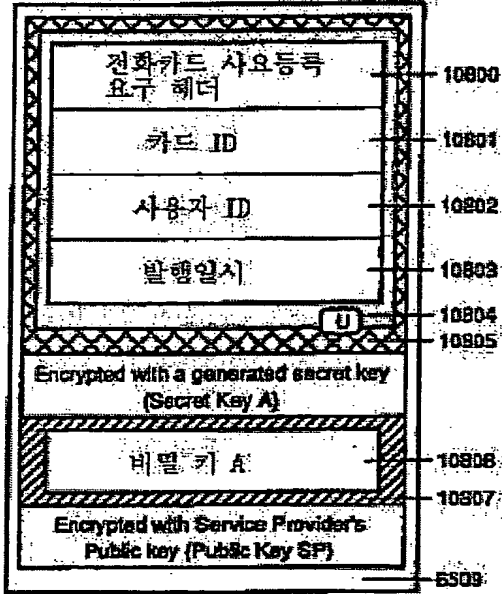 전화카드 사요등록
요구 헤더
10800
카드 ID
10801
사용자 ID
10802
발행일시
10803
U
10804
10805
Encrypted with a generated secret key
(Secret Key A)
비밀 키 A
10806
10807
Encrypted with Service Provider's
Public key (Public Key SP)